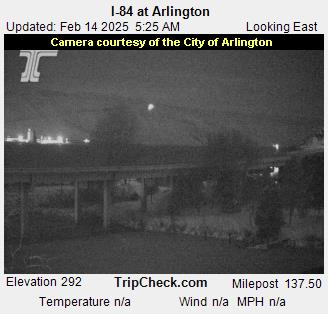 I-84 at Arlington
Updated: Feb 14 2025 5:25 AM Looking East
Camera courtesy of the City of Arlington
Elevation 292 TripCheck.com Milepost 137.50
Temperature n/a Wind n/a MPH n/a